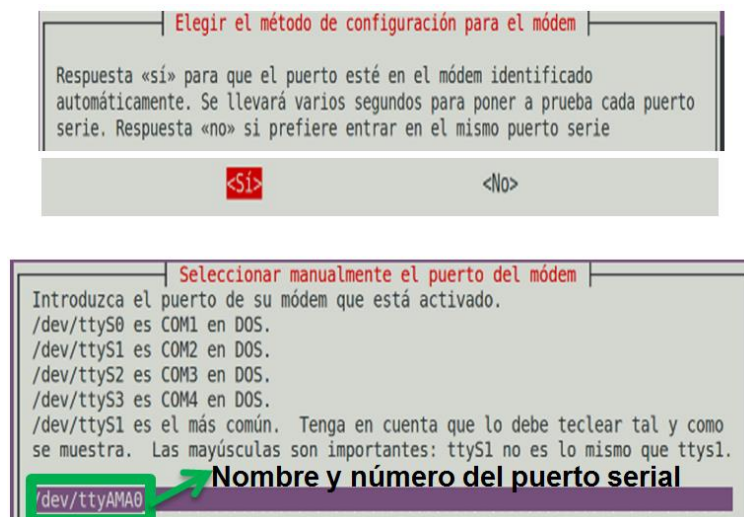 Elegir el método de configuración para el módem
Respuesta «sí» para que el puerto esté en el módem identificado
automáticamente. Se llevará varios segundos para poner a prueba cada puerto
serie. Respuesta «no» si prefiere entrar en el mismo puerto serie
<Sí> <No>
Seleccionar manualmente el puerto del módem
Introduzca el puerto de su módem que está activado.
/dev/ttyS0 es COM1 en DOS.
/dev/ttyS1 es COM2 en DOS.
/dev/ttyS2 es COM3 en DOS.
/dev/ttyS3 es COM4 en DOS.
/dev/ttyS1 es el más común. Tenga en cuenta que lo debe teclear tal y como
se muestra. Las mayúsculas son importantes: ttyS1 no es lo mismo que ttys1.
Nombre y número del puerto serial
/dev/ttyAMA0